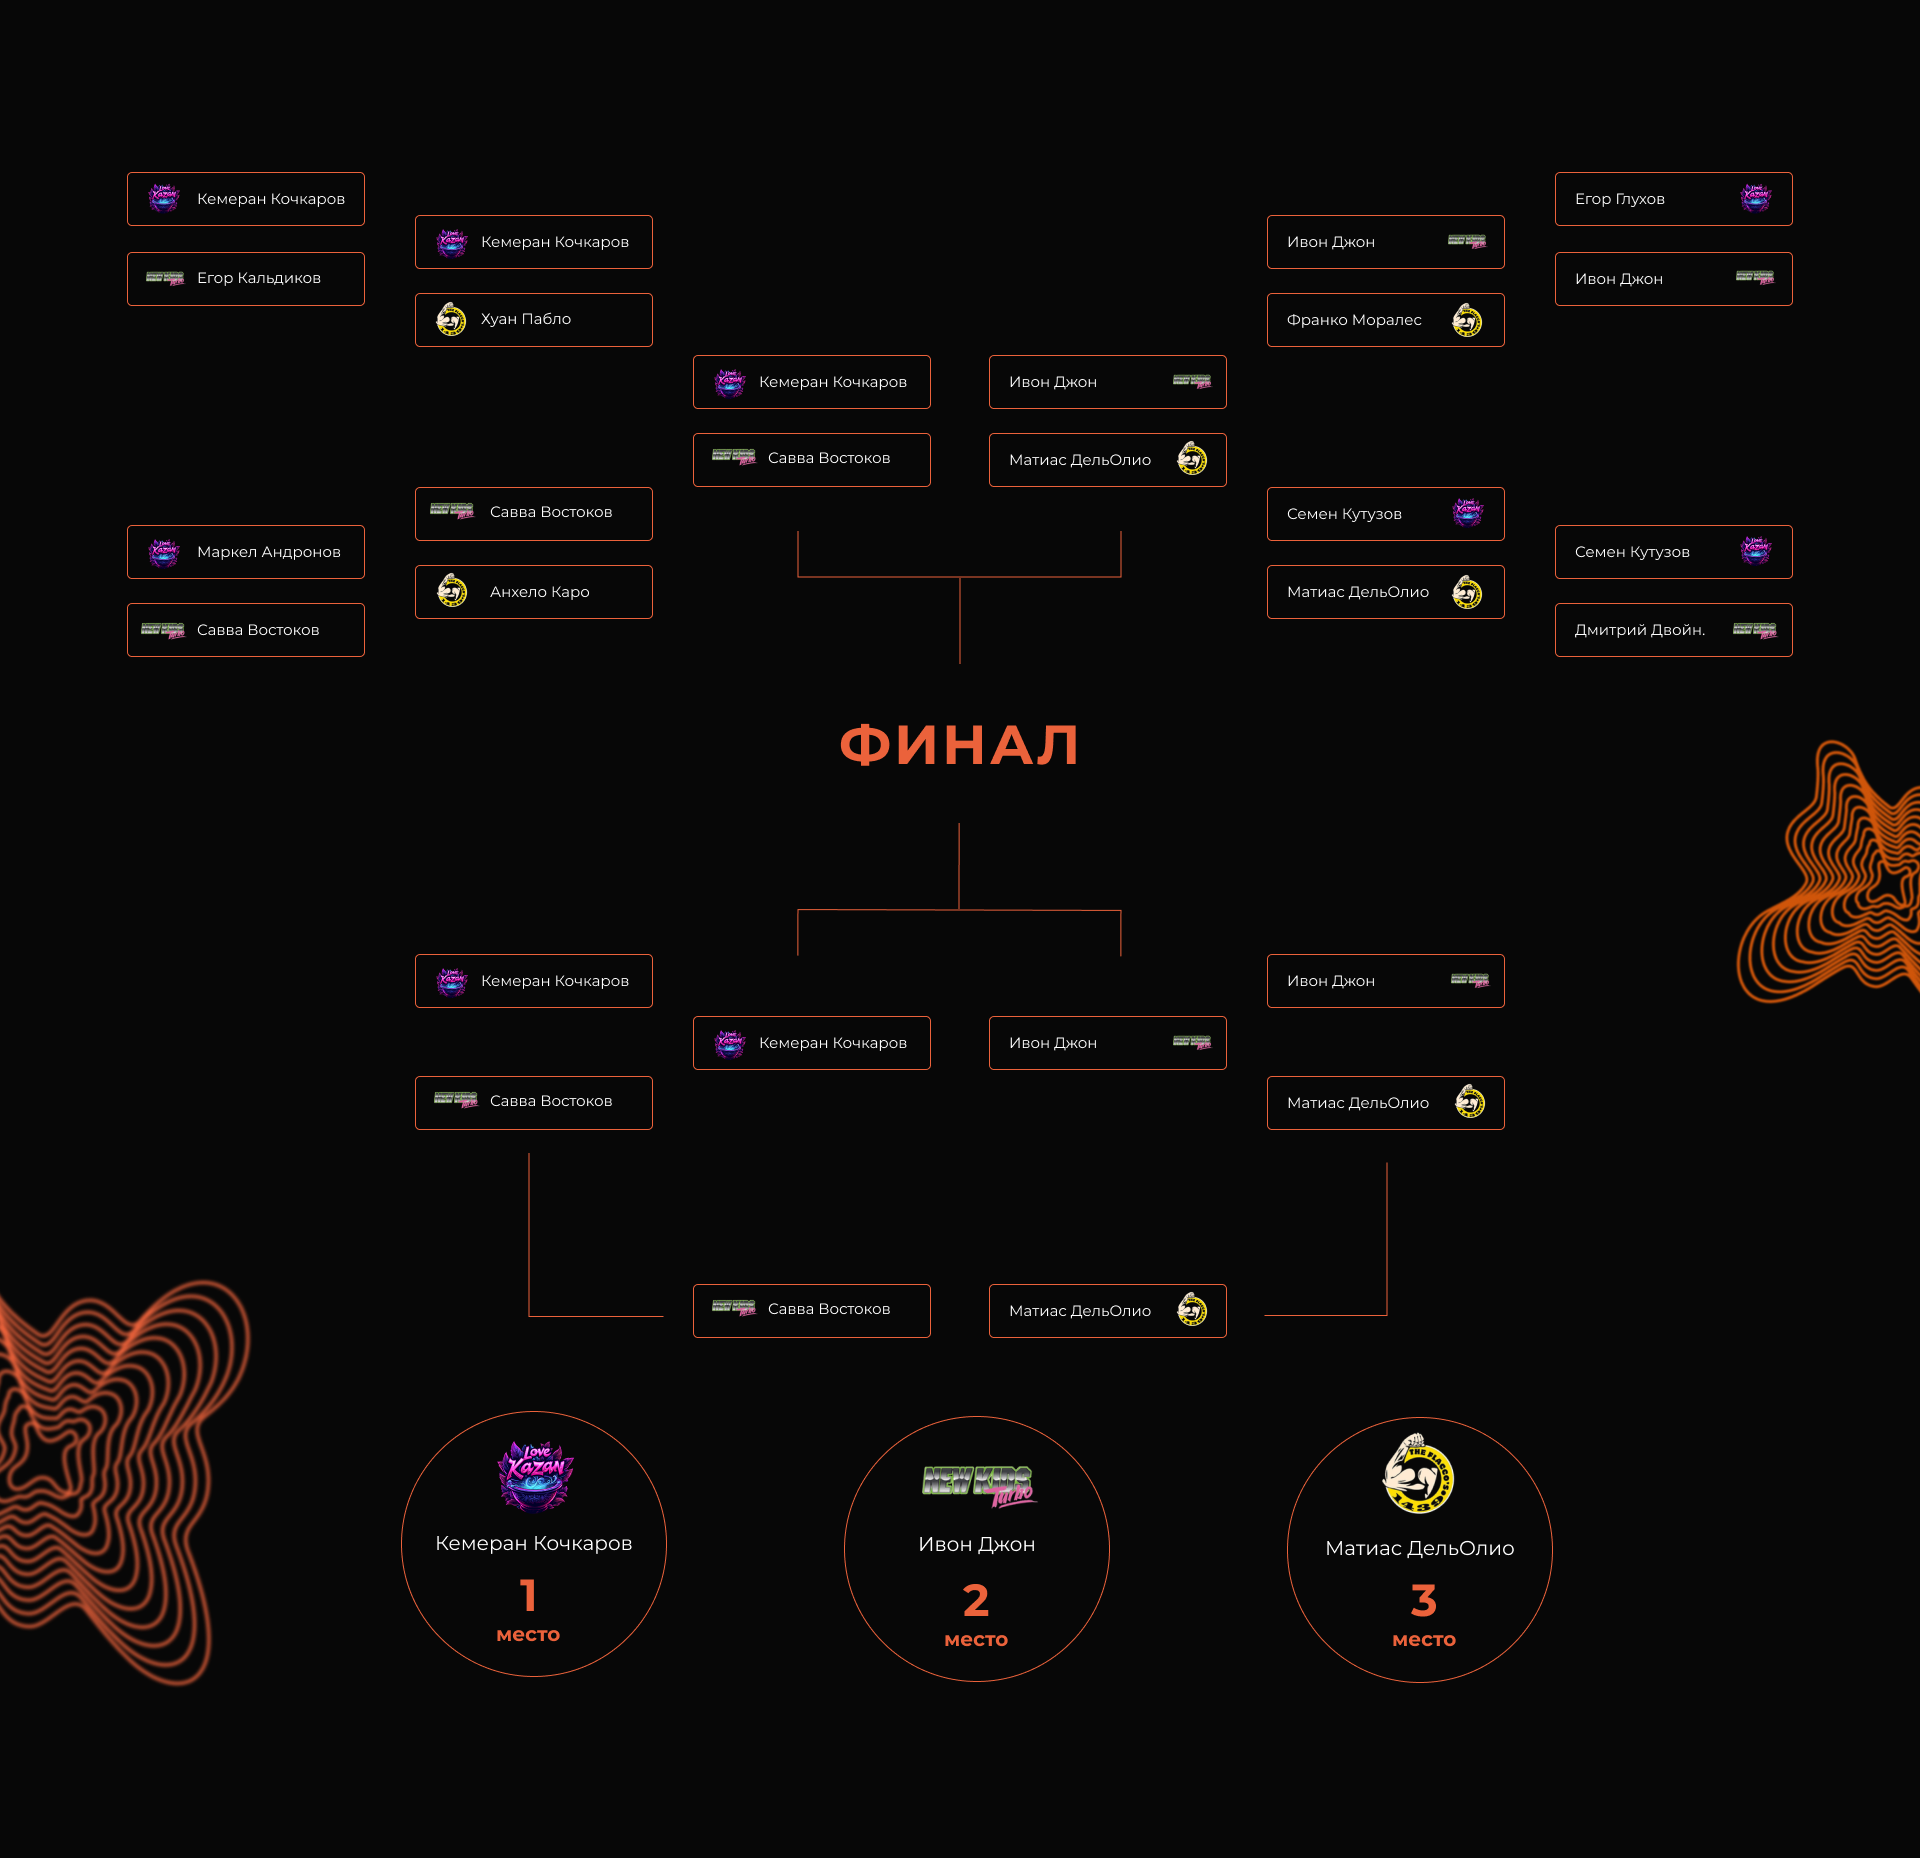 Кемеран Кочкаров
Егор Кальдиков
Кемеран Кочкаров
Хуан Пабло
Кемеран Кочкаров
Савва Востоков
Ивон Джон
Матиас ДельОлио
Ивон Джон
Франко Моралес
Егор Глухов
Ивон Джон
Маркел Андронов
Савва Востоков
Савва Востоков
Анхело Каро
Семен Кутузов
Матиас ДельОлио
Семен Кутузов
Дмитрий Двойн.
ФИНАЛ
Кемеран Кочкаров
Савва Востоков
Кемеран Кочкаров
Ивон Джон
Ивон Джон
Матиас ДельОлио
Савва Востоков
Матиас ДельОлио
Love
Kazan
Кемеран Кочкаров
1
место
NEW KIDS
Turbo
Ивон Джон
2
место
Матиас ДельОлио
3
место